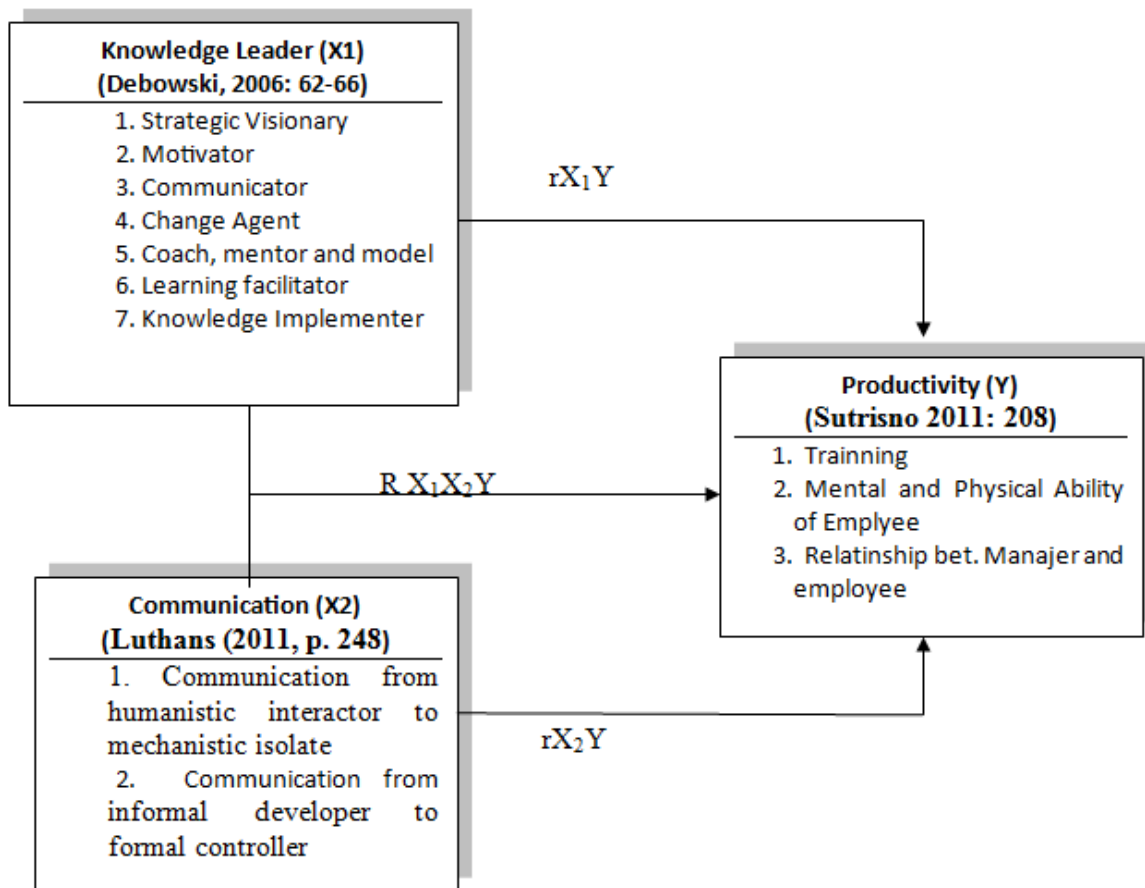 Knowledge Leader (X1)
(Debowski, 2006: 62-66)
1. Strategic Visionary
2. Motivator
3. Communicator
4. Change Agent
5. Coach, mentor and model
6. Learning facilitator
7. Knowledge Implementer
rX₁Y
R X₁X₂Y
Productivity (Y)
(Sutrisno 2011: 208)
1. Trainning
2. Mental and Physical Ability
of Emplyee
3. Relatinship bet. Manajer and
employee
Communication (X2)
(Luthans (2011, p. 248)
1. Communication from
humanistic interactor to
mechanistic isolate
2. Communication from
informal developer to
formal controller
rX₂Y